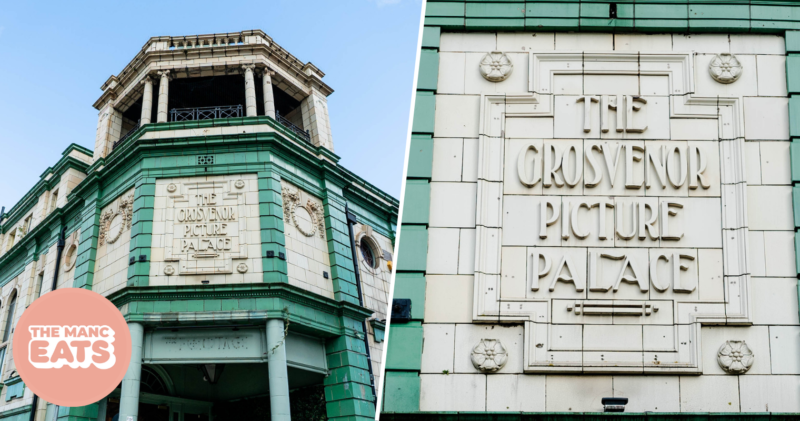 THE
GROSVENOR
PICTURE
PALACE
THE MANC
EATS
THE
GROSVENOR
PICTURE
PALACE